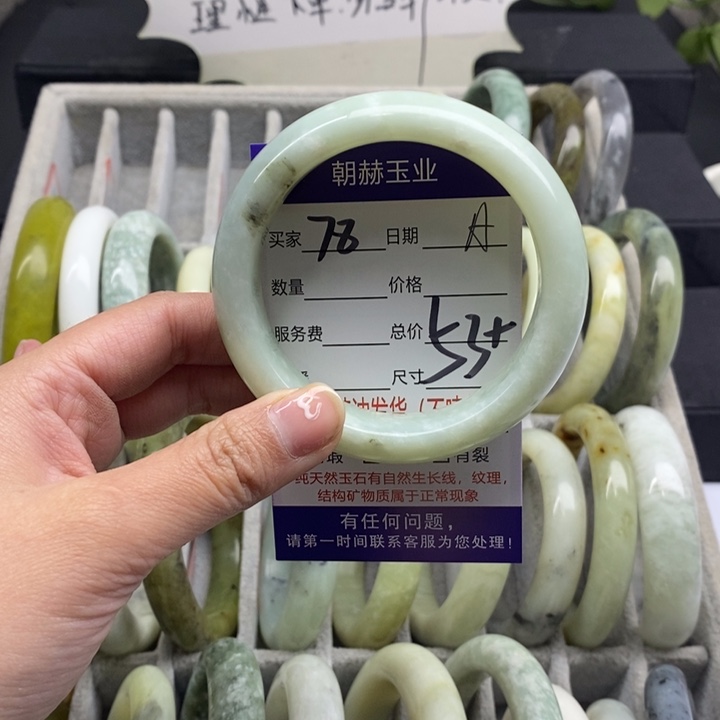 朝赫玉业
买家 78 日期 A
数量 价格
服务费 总价
尺寸 53+
纯天然玉石有自然生长线，纹理，
结构矿物质属于正常现象
有任何问题，
请第一时间联系客服为您处理！